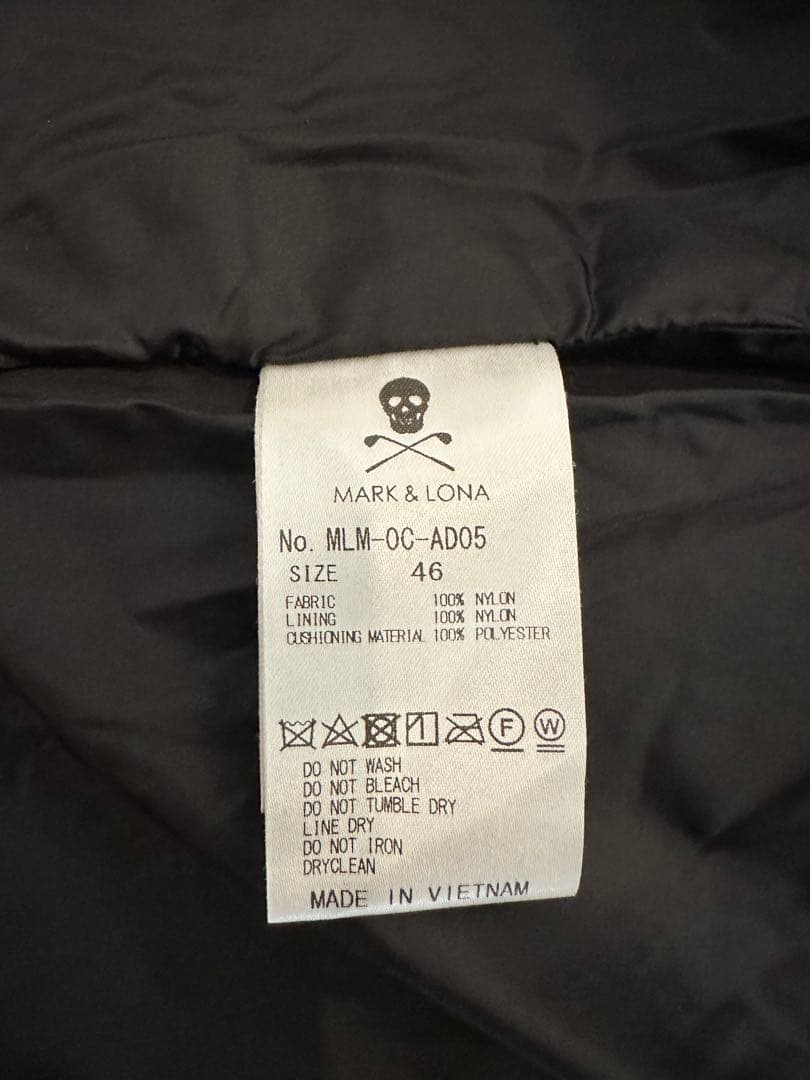 MARK & LONA
No. MLM-OC-AD05
SIZE 46
FABRIC 100% NYLON
LINING 100% NYLON
CUSHIONING MATERIAL 100% POLYESTER
F W
DO NOT WASH
DO NOT BLEACH
DO NOT TUMBLE DRY
LINE DRY
DO NOT IRON
DRYCLEAN
MADE IN VIETNAM